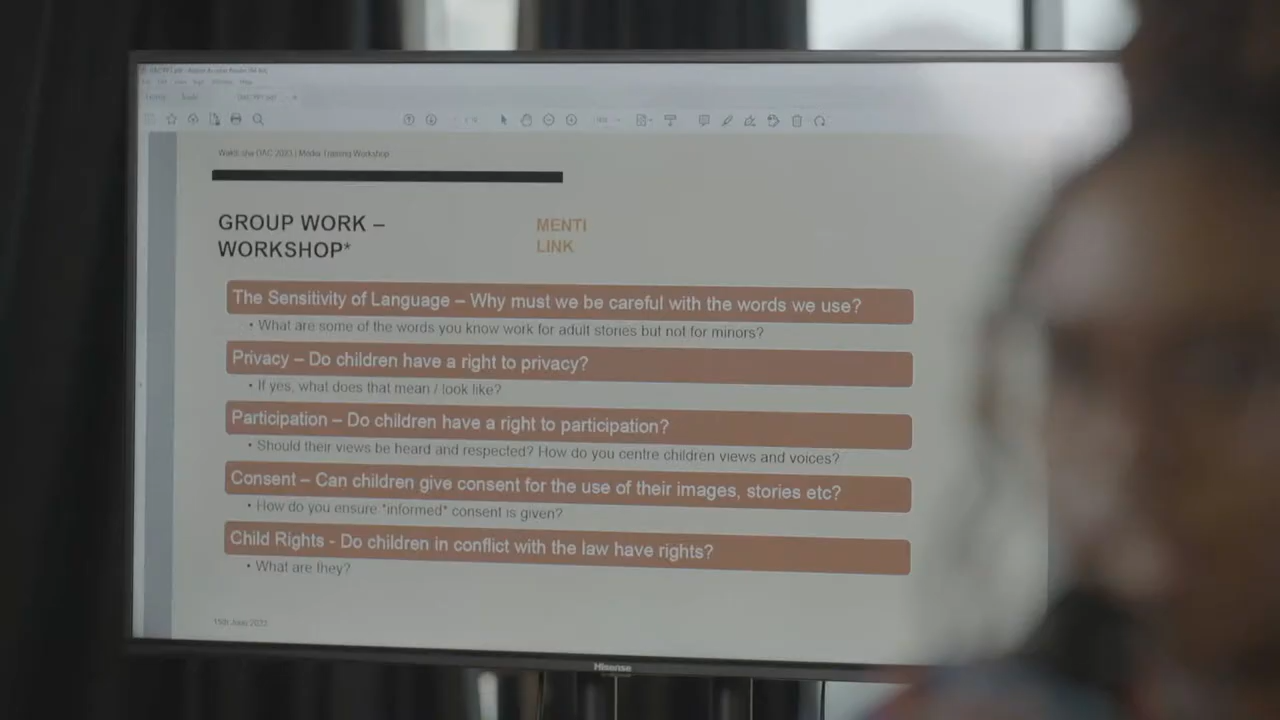 | Media Training Workshop
GROUP WORK –
WORKSHOP*
MENTI
LINK
The Sensitivity of Language – Why must we be careful with the words we use?
• What are some of the words you know work for adult stories but not for minors?
Privacy – Do children have a right to privacy?
• If yes, what does that mean / look like?
Participation – Do children have a right to participation?
• Should their views be heard and respected? How do you centre children views and voices?
Consent – Can children give consent for the use of their images, stories etc?
• How do you ensure *informed* consent is given?
Child Rights - Do children in conflict with the law have rights?
• What are they?
Hisense